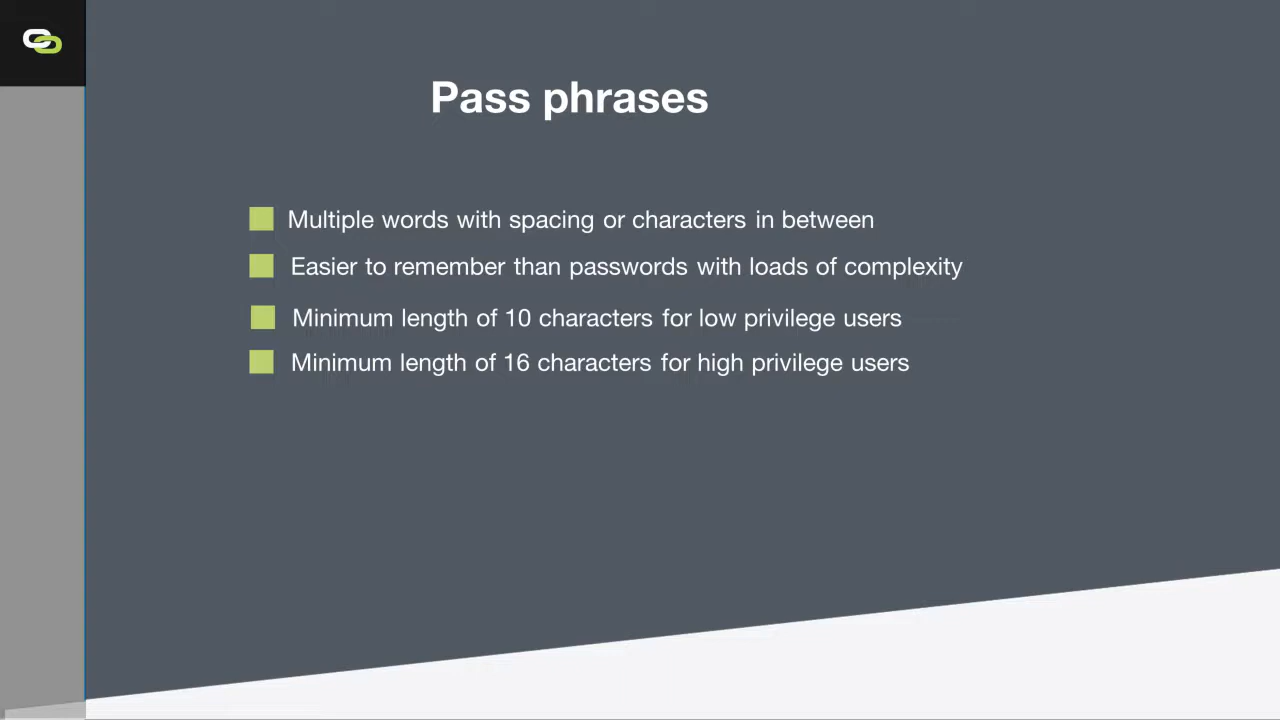 Pass phrases
Multiple words with spacing or characters in between
Easier to remember than passwords with loads of complexity
Minimum length of 10 characters for low privilege users
Minimum length of 16 characters for high privilege users